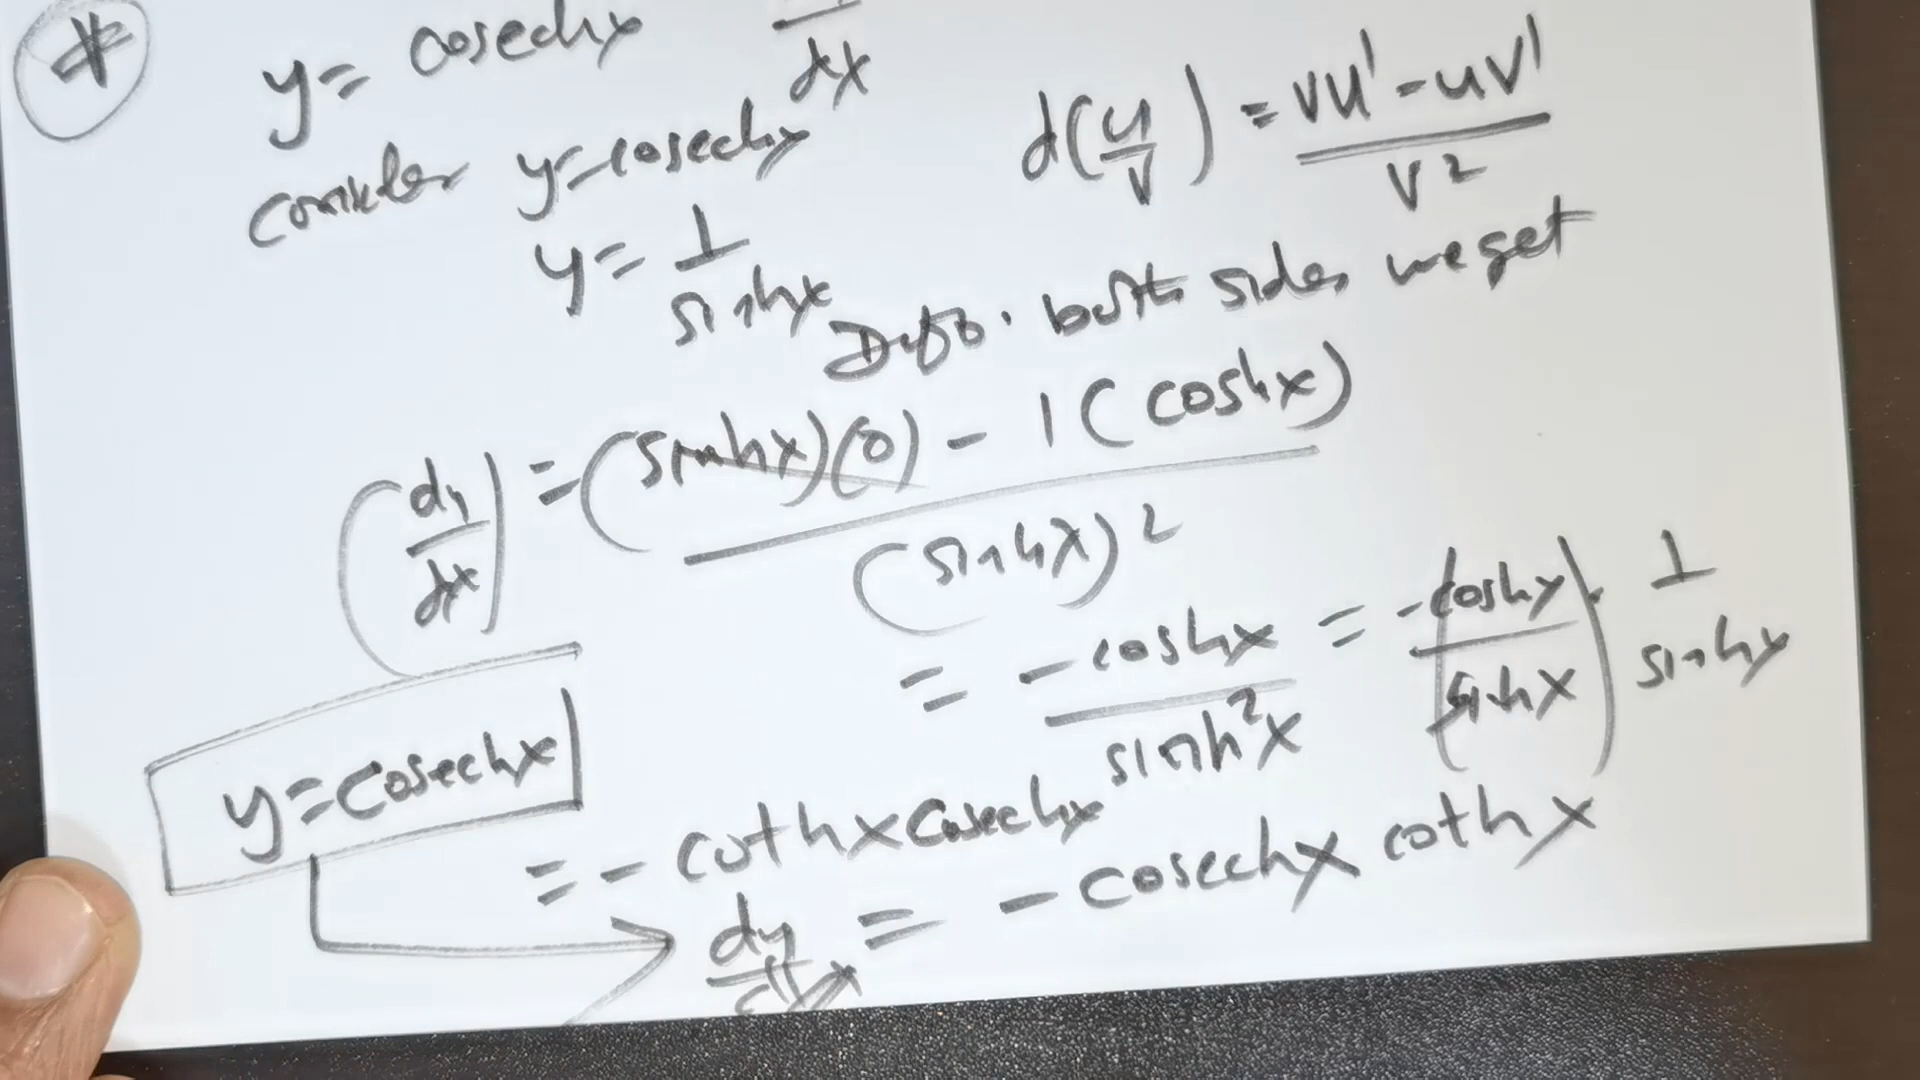 y = cosechx dy/dx
consider y = cosechx
d(u/v) = (vu' - uv')/v²
y = 1/sinhx
Diff. both sides we get
(dy/dx) = ((sinhx)(0) - 1(coshx))/(sinhx)²
= -coshx/sinh²x = (-coshx/sinhx) · 1/sinhx
y = cosechx
= - cothx cosechx
dy/dx = - cosechx cothx